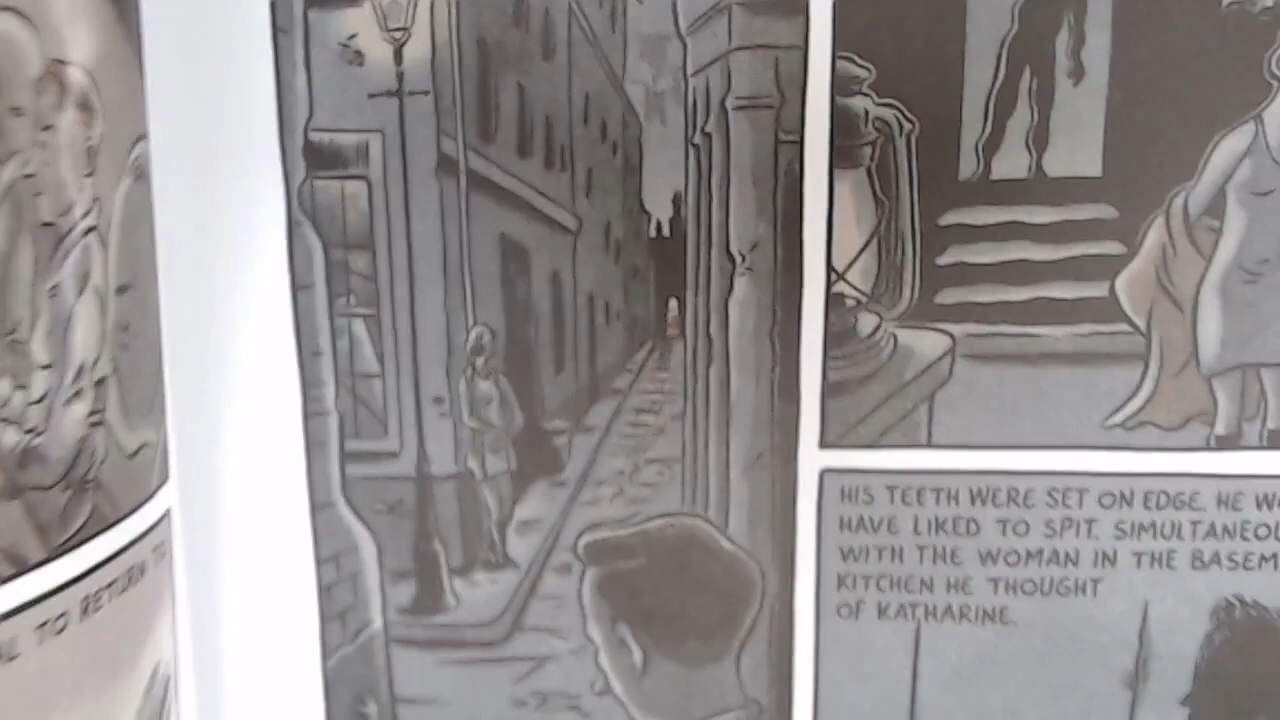 AL TO RETURN TO
HIS TEETH WERE SET ON EDGE. HE
HAVE LIKED TO SPIT. SIMULTANEOU
WITH THE WOMAN IN THE BASEM
KITCHEN HE THOUGHT
OF KATHARINE.